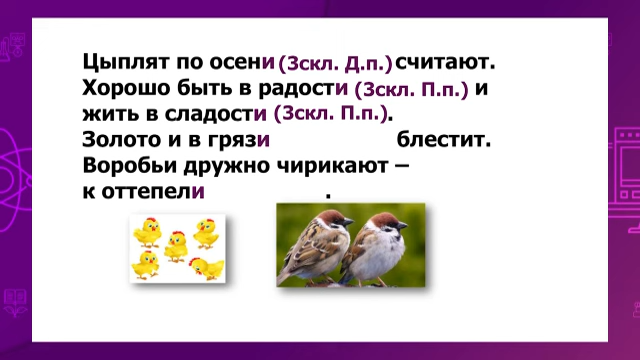 Цыплят по осени (3скл. Д.п.) считают.
Хорошо быть в радости (3скл. П.п.) и
жить в сладости (3скл. П.п.).
Золото и в грязи блестит.
Воробьи дружно чирикают –
к оттепели .